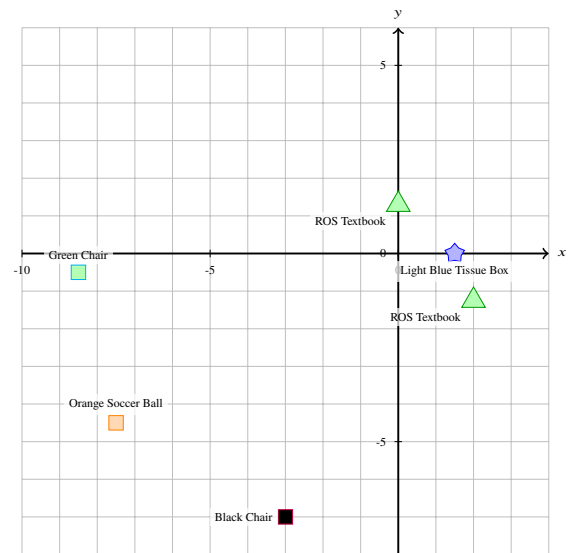 y
5
ROS Textbook
0
x
Green Chair
-10
-5
Light Blue Tissue Box
ROS Textbook
Orange Soccer Ball
-5
Black Chair